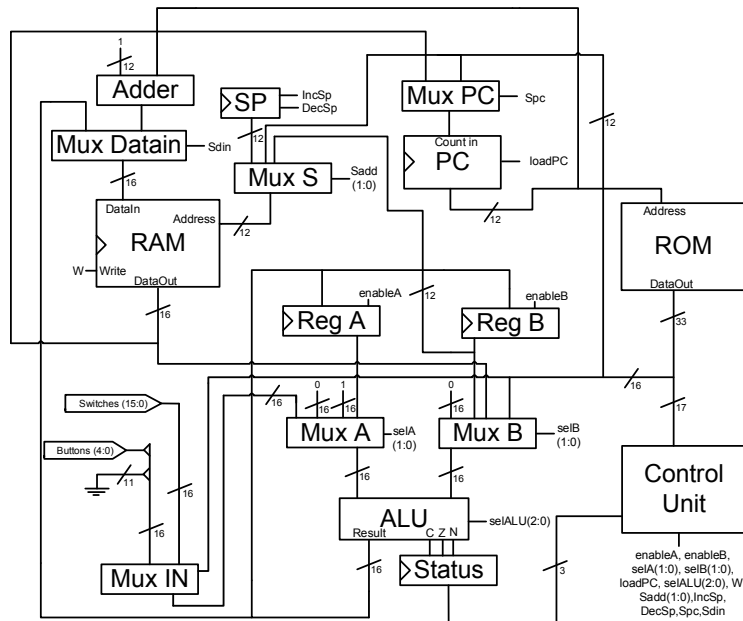 1
12
Adder
SP
IncSp
DecSp
12
Mux PC
Spc
12
Mux Datain
Sdin
16
Mux S
Sadd
(1:0)
Count in
PC
loadPC
12
DataIn
Address
RAM
W
Write
DataOut
12
16
Address
ROM
DataOut
33
enableA
Reg A
12
enableB
Reg B
16
17
Switches (15:0)
16
0
16
1
16
Mux A
selA
(1:0)
0
16
Mux B
selB
(1:0)
Buttons (4:0)
11
16
16
16
16
Control
Unit
ALU
Result
C Z N
selALU(2:0)
16
Status
Mux IN
3
enableA, enableB,
selA(1:0), selB(1:0),
loadPC, selALU(2:0), W
Sadd(1:0),IncSp,
DecSp,Spc,Sdin